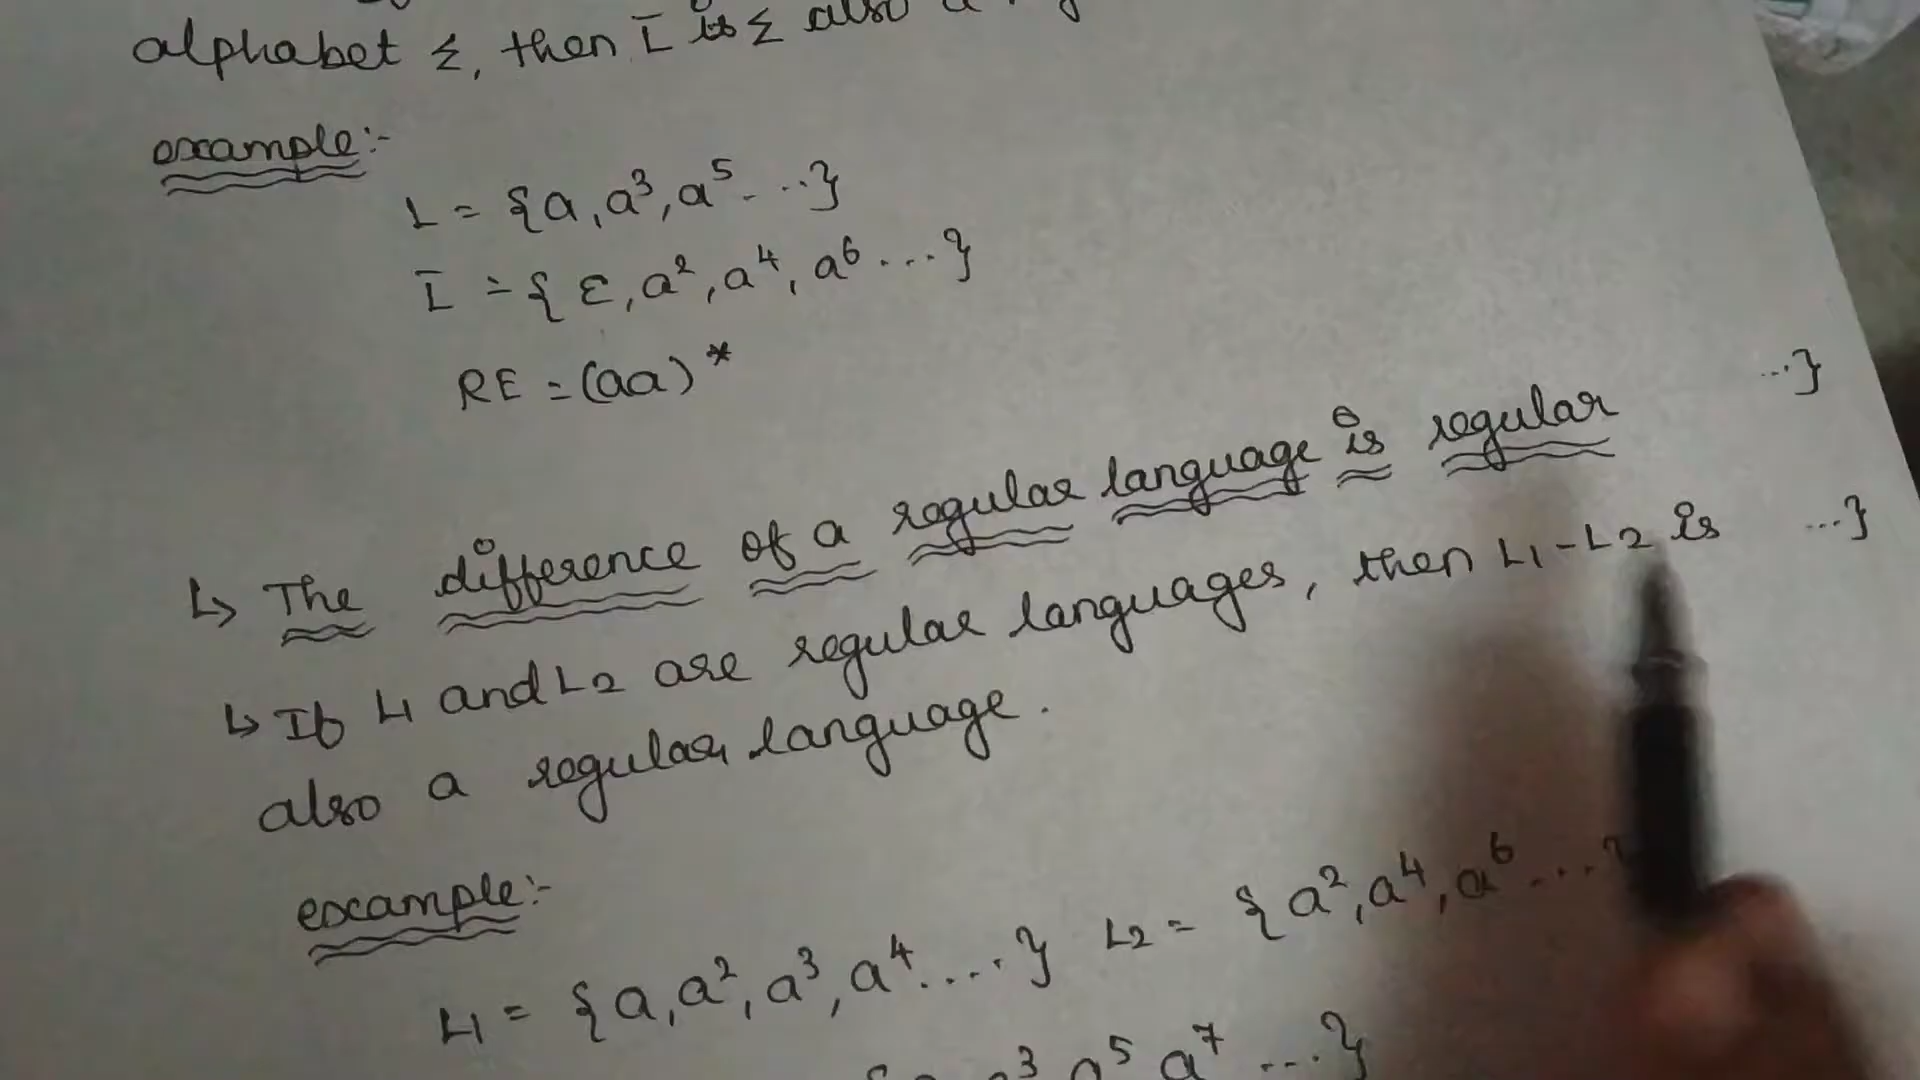 alphabet Σ, then L̅ is Σ also a
example:-
L = {a, a³, a⁵ ...}
L̅ = {ε, a², a⁴, a⁶ ...}
RE = (aa)*
...}
↳ The difference of a regular language is regular
...}
↳ If L1 and L2 are regular languages, then L1-L2 is
also a regular language.
example:-
L1 = {a, a², a³, a⁴ ....} L2 = {a², a⁴, a⁶ ....
a³ a⁵ a⁷ ...}